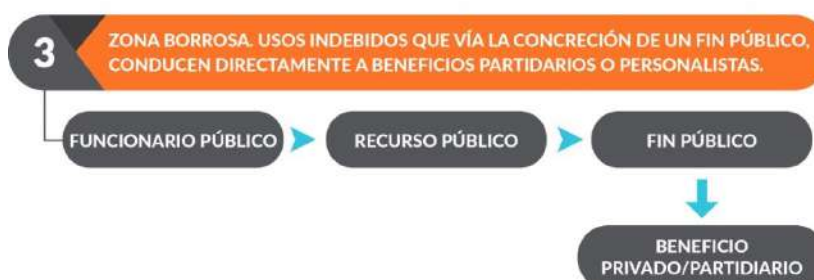 3
ZONA BORROSA. USOS INDEBIDOS QUE VÍA LA CONCRECIÓN DE UN FIN PÚBLICO,
CONDUCEN DIRECTAMENTE A BENEFICIOS PARTIDARIOS O PERSONALISTAS.
FUNCIONARIO PÚBLICO
RECURSO PÚBLICO
FIN PÚBLICO
BENEFICIO
PRIVADO/PARTIDIARIO